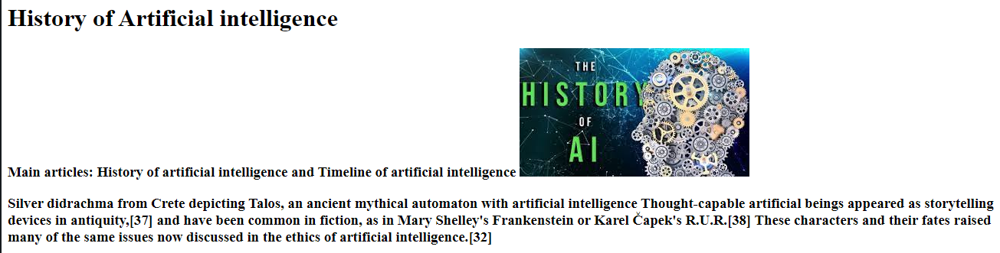 History of Artificial intelligence
THE
HISTORY
OF
AI
Main articles: History of artificial intelligence and Timeline of artificial intelligence
Silver didrachma from Crete depicting Talos, an ancient mythical automaton with artificial intelligence Thought-capable artificial beings appeared as storytelling
devices in antiquity,[37] and have been common in fiction, as in Mary Shelley's Frankenstein or Karel Čapek's R.U.R.[38] These characters and their fates raised
many of the same issues now discussed in the ethics of artificial intelligence.[32]